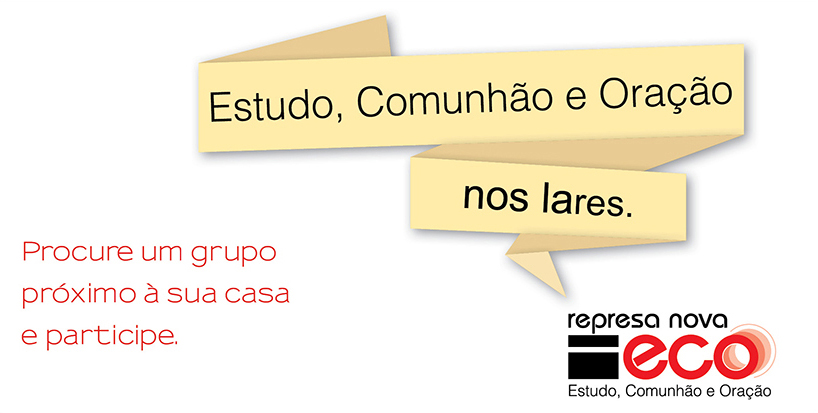 Estudo, Comunhão e Oração
nos lares.
Procure um grupo
próximo à sua casa
e participe.
represa nova
eco
Estudo, Comunhão e Oração